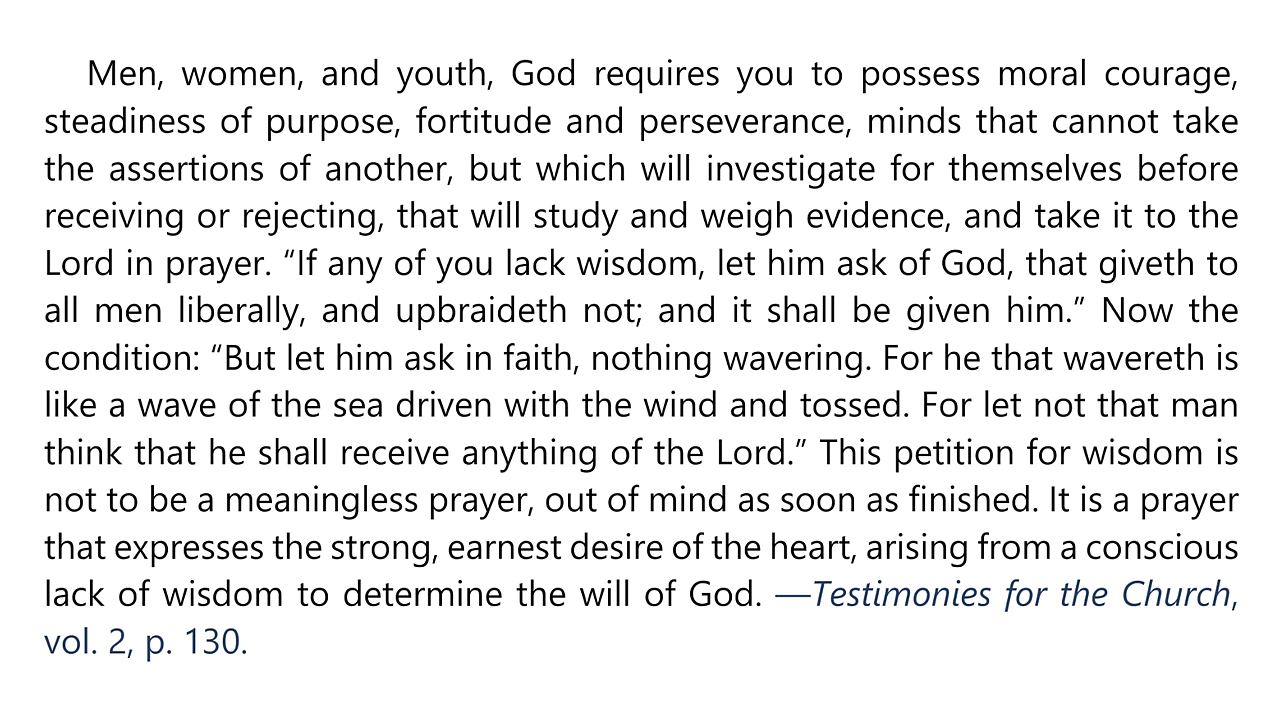 Men, women, and youth, God requires you to possess moral courage,
steadiness of purpose, fortitude and perseverance, minds that cannot take
the assertions of another, but which will investigate for themselves before
receiving or rejecting, that will study and weigh evidence, and take it to the
Lord in prayer. “If any of you lack wisdom, let him ask of God, that giveth to
all men liberally, and upbraideth not; and it shall be given him.” Now the
condition: “But let him ask in faith, nothing wavering. For he that wavereth is
like a wave of the sea driven with the wind and tossed. For let not that man
think that he shall receive anything of the Lord.” This petition for wisdom is
not to be a meaningless prayer, out of mind as soon as finished. It is a prayer
that expresses the strong, earnest desire of the heart, arising from a conscious
lack of wisdom to determine the will of God. —Testimonies for the Church,
vol. 2, p. 130.